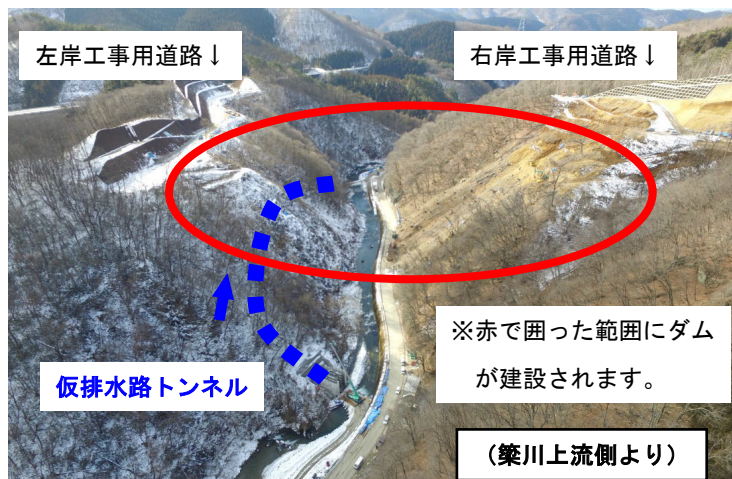 左岸工事用道路↓
右岸工事用道路↓
※赤で囲った範囲にダム
が建設されます。
仮排水路トンネル
(簗川上流側より)